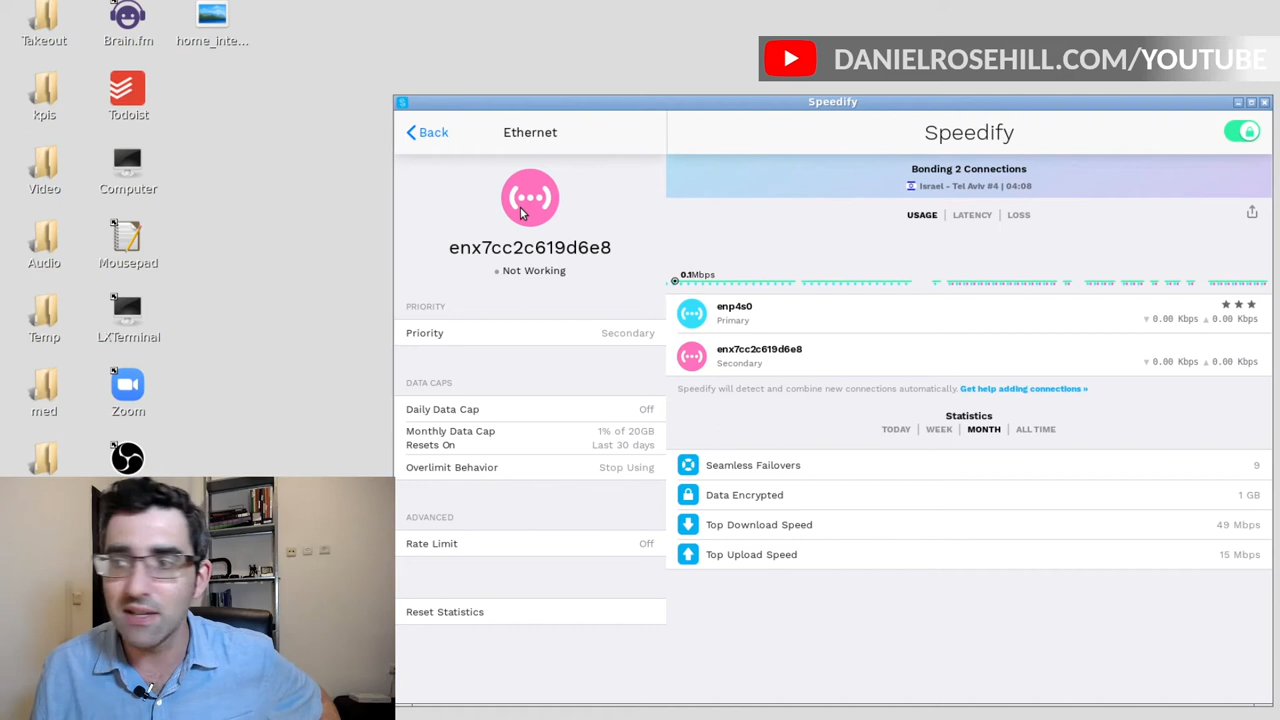 Takeout
Brain.fm
home_inte...
kpis
Todoist
Video
Computer
Audio
Mousepad
Temp
LXTerminal
med
Zoom
DANIELROSEHILL.COM/YOUTUBE
Speedify
Back
Ethernet
enx7cc2c619d6e8
Not Working
PRIORITY
Priority Secondary
DATA CAPS
Daily Data Cap Off
Monthly Data Cap 1% of 20GB
Resets On Last 30 days
Overlimit Behavior Stop Using
ADVANCED
Rate Limit Off
Reset Statistics
Speedify
Bonding 2 Connections
Israel - Tel Aviv #4 | 04:08
USAGE | LATENCY | LOSS
0.1Mbps
enp4s0
Primary ▼ 0.00 Kbps ▲ 0.00 Kbps
enx7cc2c619d6e8
Secondary ▼ 0.00 Kbps ▲ 0.00 Kbps
Speedify will detect and combine new connections automatically. Get help adding connections »
Statistics
TODAY | WEEK | MONTH | ALL TIME
Seamless Failovers 9
Data Encrypted 1 GB
Top Download Speed 49 Mbps
Top Upload Speed 15 Mbps